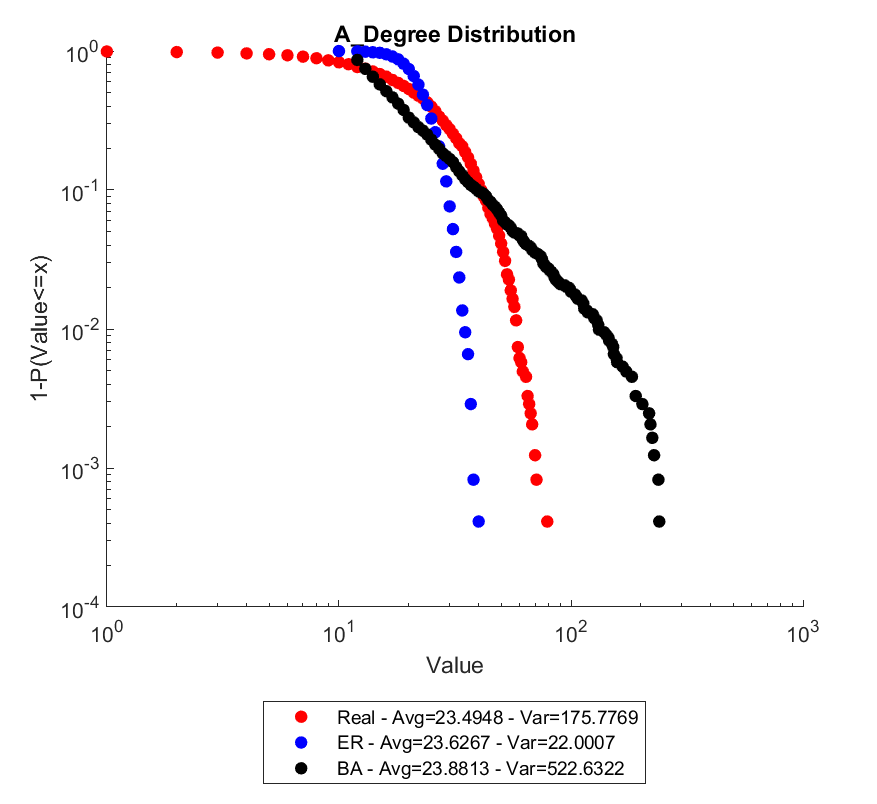 A_Degree Distribution
10^0
10^-1
10^-2
10^-3
10^-4
1-P(Value<=x)
10^0 10^1 10^2 10^3
Value
Real - Avg=23.4948 - Var=175.7769
ER - Avg=23.6267 - Var=22.0007
BA - Avg=23.8813 - Var=522.6322